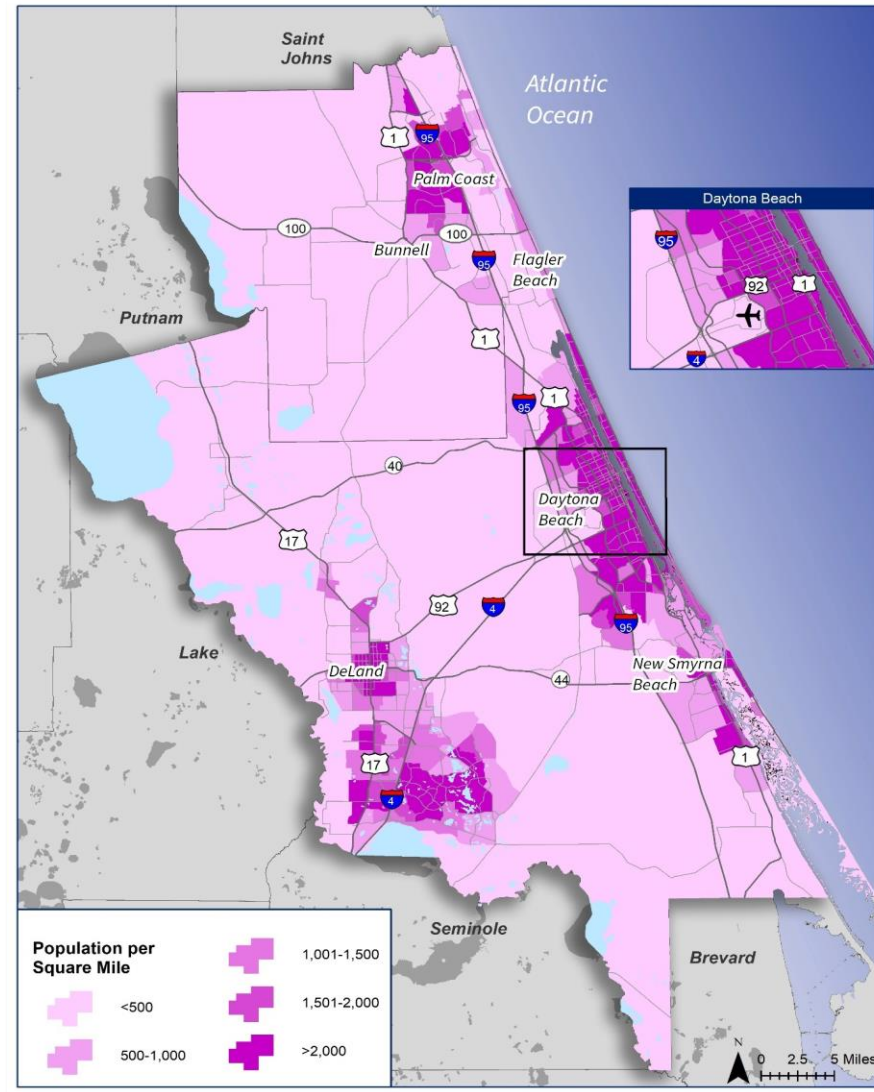 Saint
Johns
Atlantic
Ocean
1
95
Palm Coast
Daytona Beach
95
92
1
4
100
Bunnell
100
95
Flagler
Beach
Putnam
1
95
1
40
Daytona
Beach
17
92
4
95
Lake
DeLand
44
New Smyrna
Beach
17
1
4
Seminole
Brevard
Population per
Square Mile
<500
500-1,000
1,001-1,500
1,501-2,000
>2,000
N
0 2.5 5 Miles